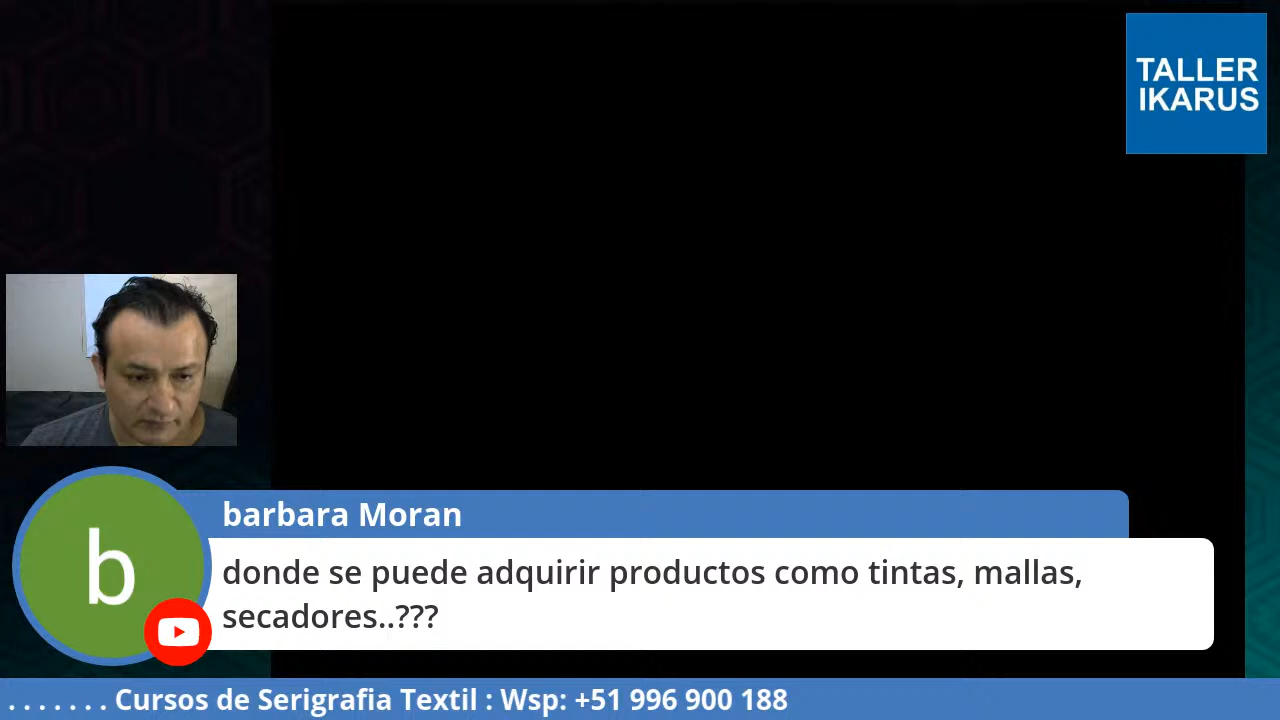 TALLER
IKARUS
b
barbara Moran
donde se puede adquirir productos como tintas, mallas,
secadores..???
. . . . . . . Cursos de Serigrafia Textil : Wsp: +51 996 900 188